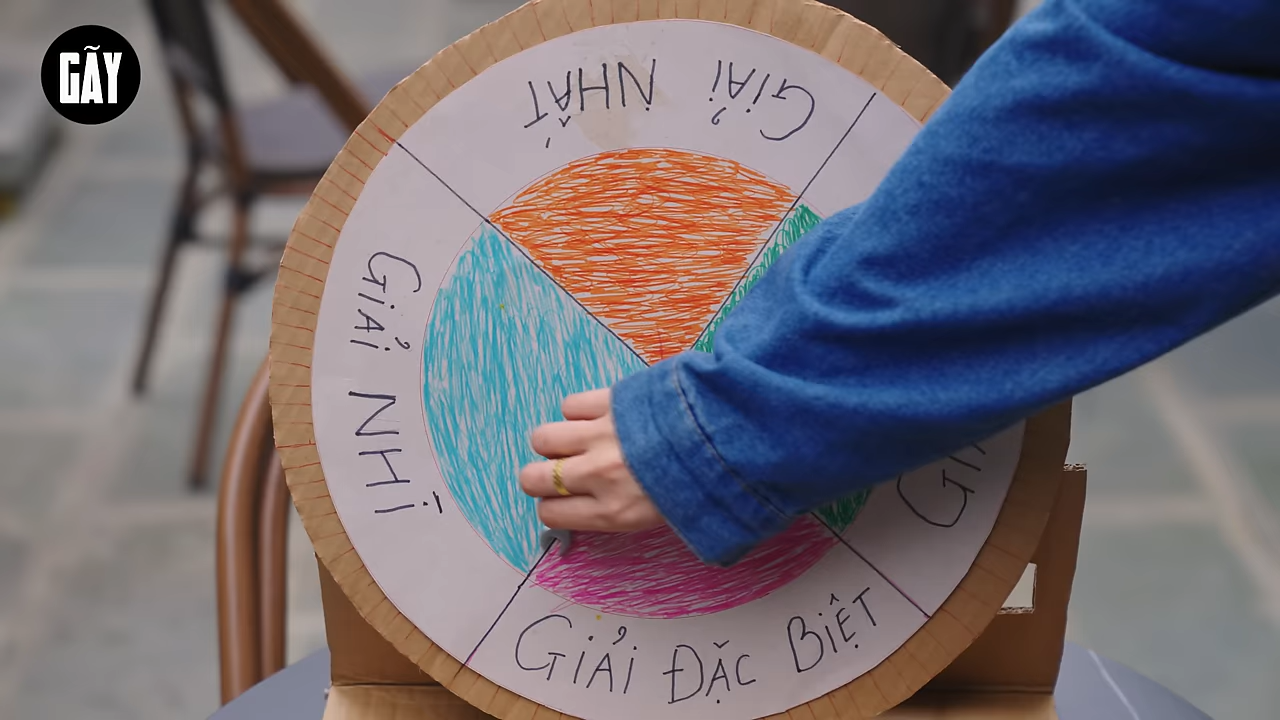 GÃY
GIẢI NHẤT
GIẢI NHÌ
GIẢI ĐẶC BIỆT